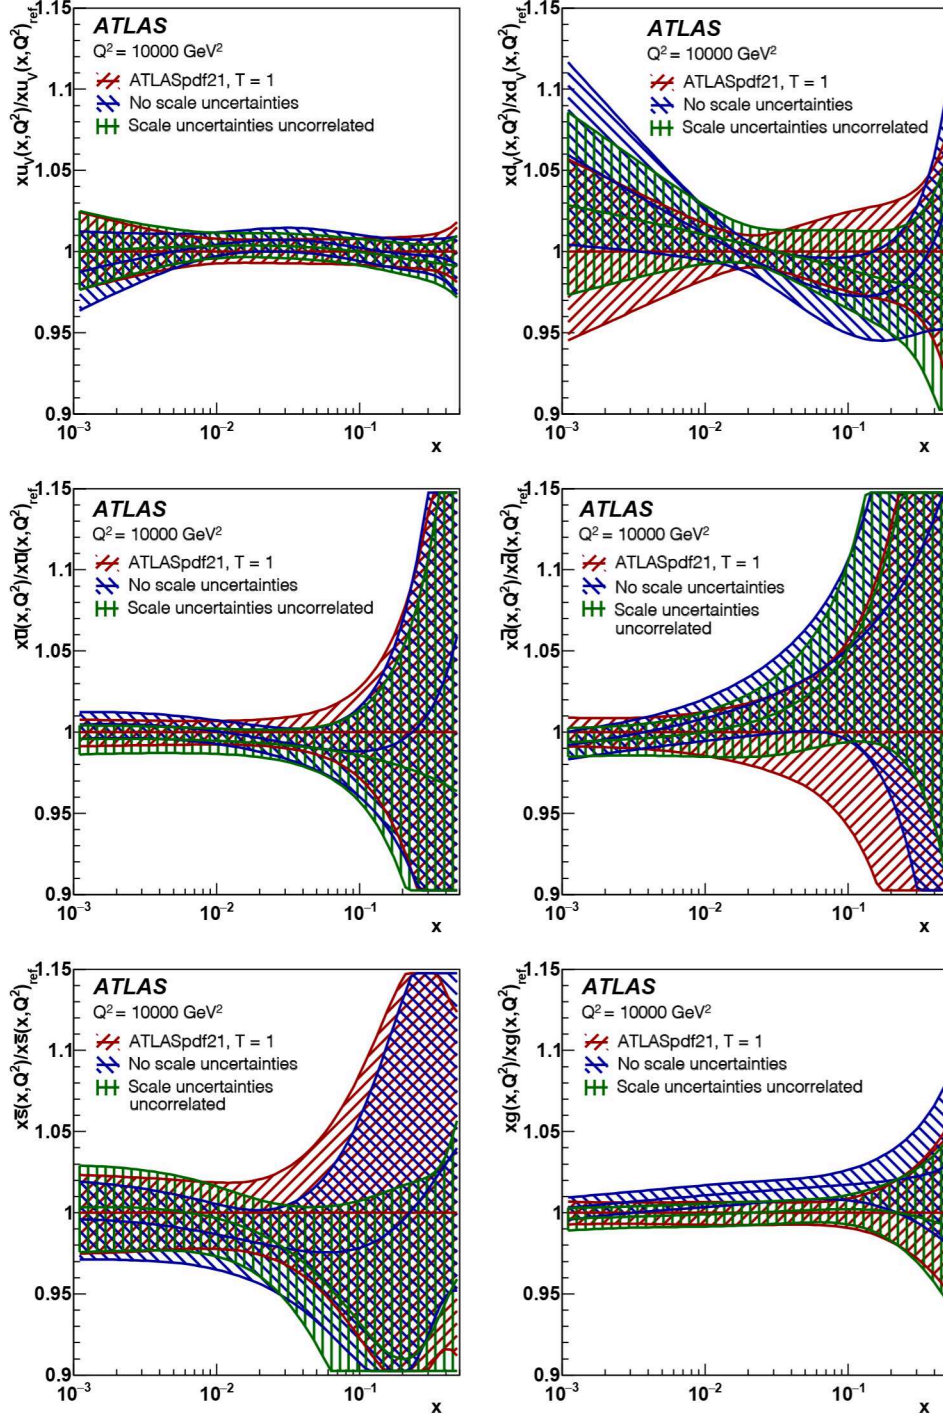 xu_V(x,Q²)/xu_V(x,Q²)_ref
1.15
1.1
1.05
1
0.95
0.9
ATLAS
Q² = 10000 GeV²
ATLASpdf21, T = 1
No scale uncertainties
Scale uncertainties uncorrelated
10⁻³
10⁻²
10⁻¹
x
xd_V(x,Q²)/xd_V(x,Q²)_ref
1.15
1.1
1.05
1
0.95
0.9
ATLAS
Q² = 10000 GeV²
ATLASpdf21, T = 1
No scale uncertainties
Scale uncertainties uncorrelated
10⁻³
10⁻²
10⁻¹
x
xu̅(x,Q²)/xu̅(x,Q²)_ref
1.15
1.1
1.05
1
0.95
0.9
ATLAS
Q² = 10000 GeV²
ATLASpdf21, T = 1
No scale uncertainties
Scale uncertainties uncorrelated
10⁻³
10⁻²
10⁻¹
x
xd̅(x,Q²)/xd̅(x,Q²)_ref
1.15
1.1
1.05
1
0.95
0.9
ATLAS
Q² = 10000 GeV²
ATLASpdf21, T = 1
No scale uncertainties
Scale uncertainties
uncorrelated
10⁻³
10⁻²
10⁻¹
x
xs̅(x,Q²)/xs̅(x,Q²)_ref
1.15
1.1
1.05
1
0.95
0.9
ATLAS
Q² = 10000 GeV²
ATLASpdf21, T = 1
No scale uncertainties
Scale uncertainties
uncorrelated
10⁻³
10⁻²
10⁻¹
x
xg(x,Q²)/xg(x,Q²)_ref
1.15
1.1
1.05
1
0.95
0.9
ATLAS
Q² = 10000 GeV²
ATLASpdf21, T = 1
No scale uncertainties
Scale uncertainties uncorrelated
10⁻³
10⁻²
10⁻¹
x